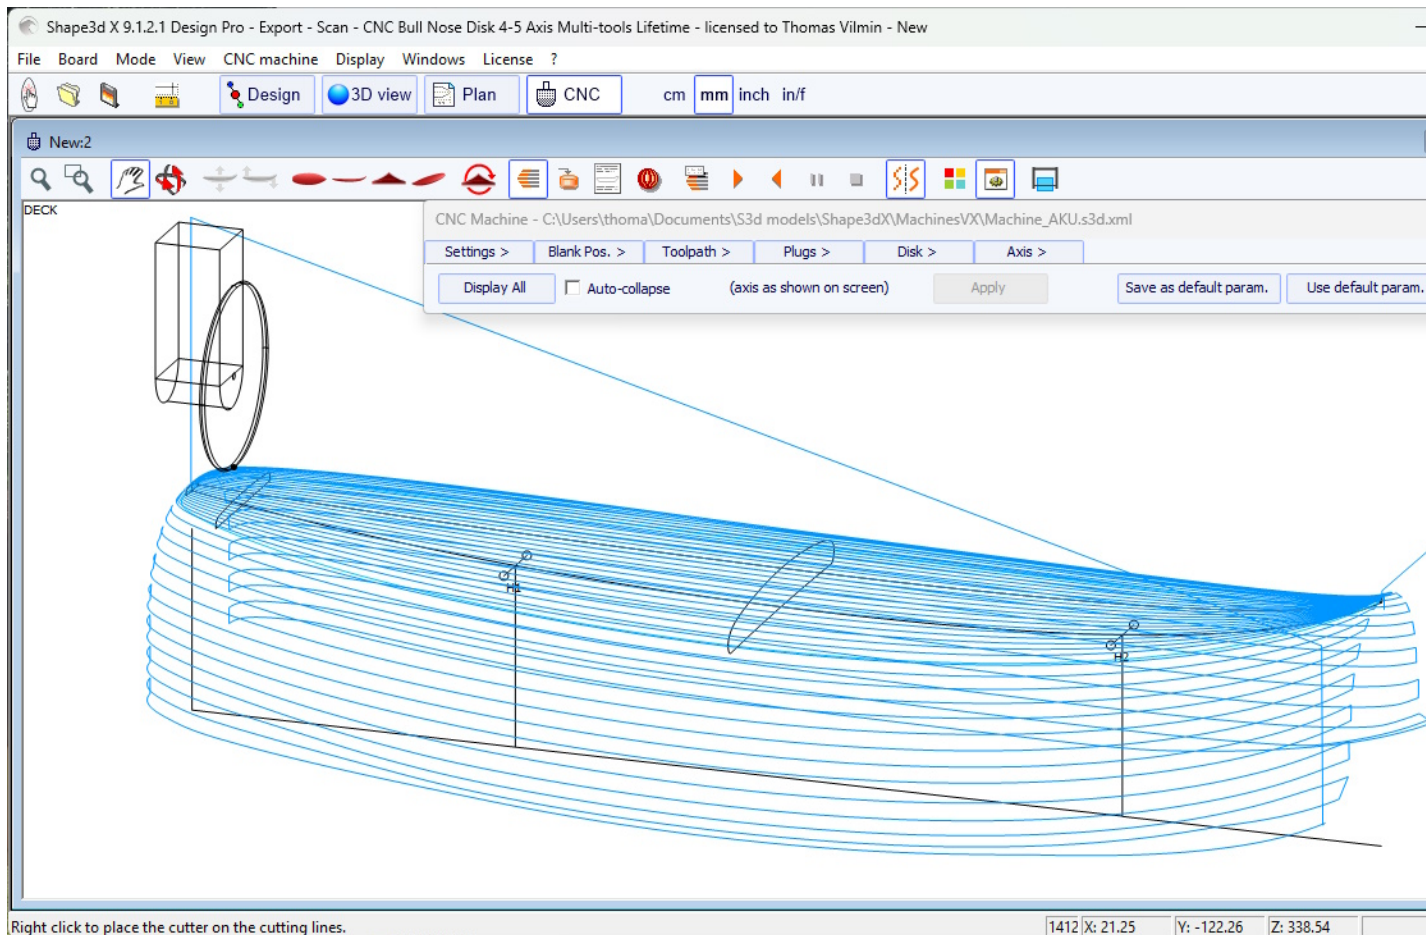 Shape3d X 9.1.2.1 Design Pro - Export - Scan - CNC Bull Nose Disk 4-5 Axis Multi-tools Lifetime - licensed to Thomas Vilmin - New
File Board Mode View CNC machine Display Windows License ?
Design 3D view Plan CNC cm mm inch in/f
New:2
DECK
CNC Machine - C:\Users\thoma\Documents\S3d models\Shape3dX\MachinesVX\Machine_AKU.s3d.xml
Settings > Blank Pos. > Toolpath > Plugs > Disk > Axis >
Display All Auto-collapse (axis as shown on screen) Apply Save as default param. Use default param.
H1
H2
Right click to place the cutter on the cutting lines. 1412 X: 21.25 Y: -122.26 Z: 338.54